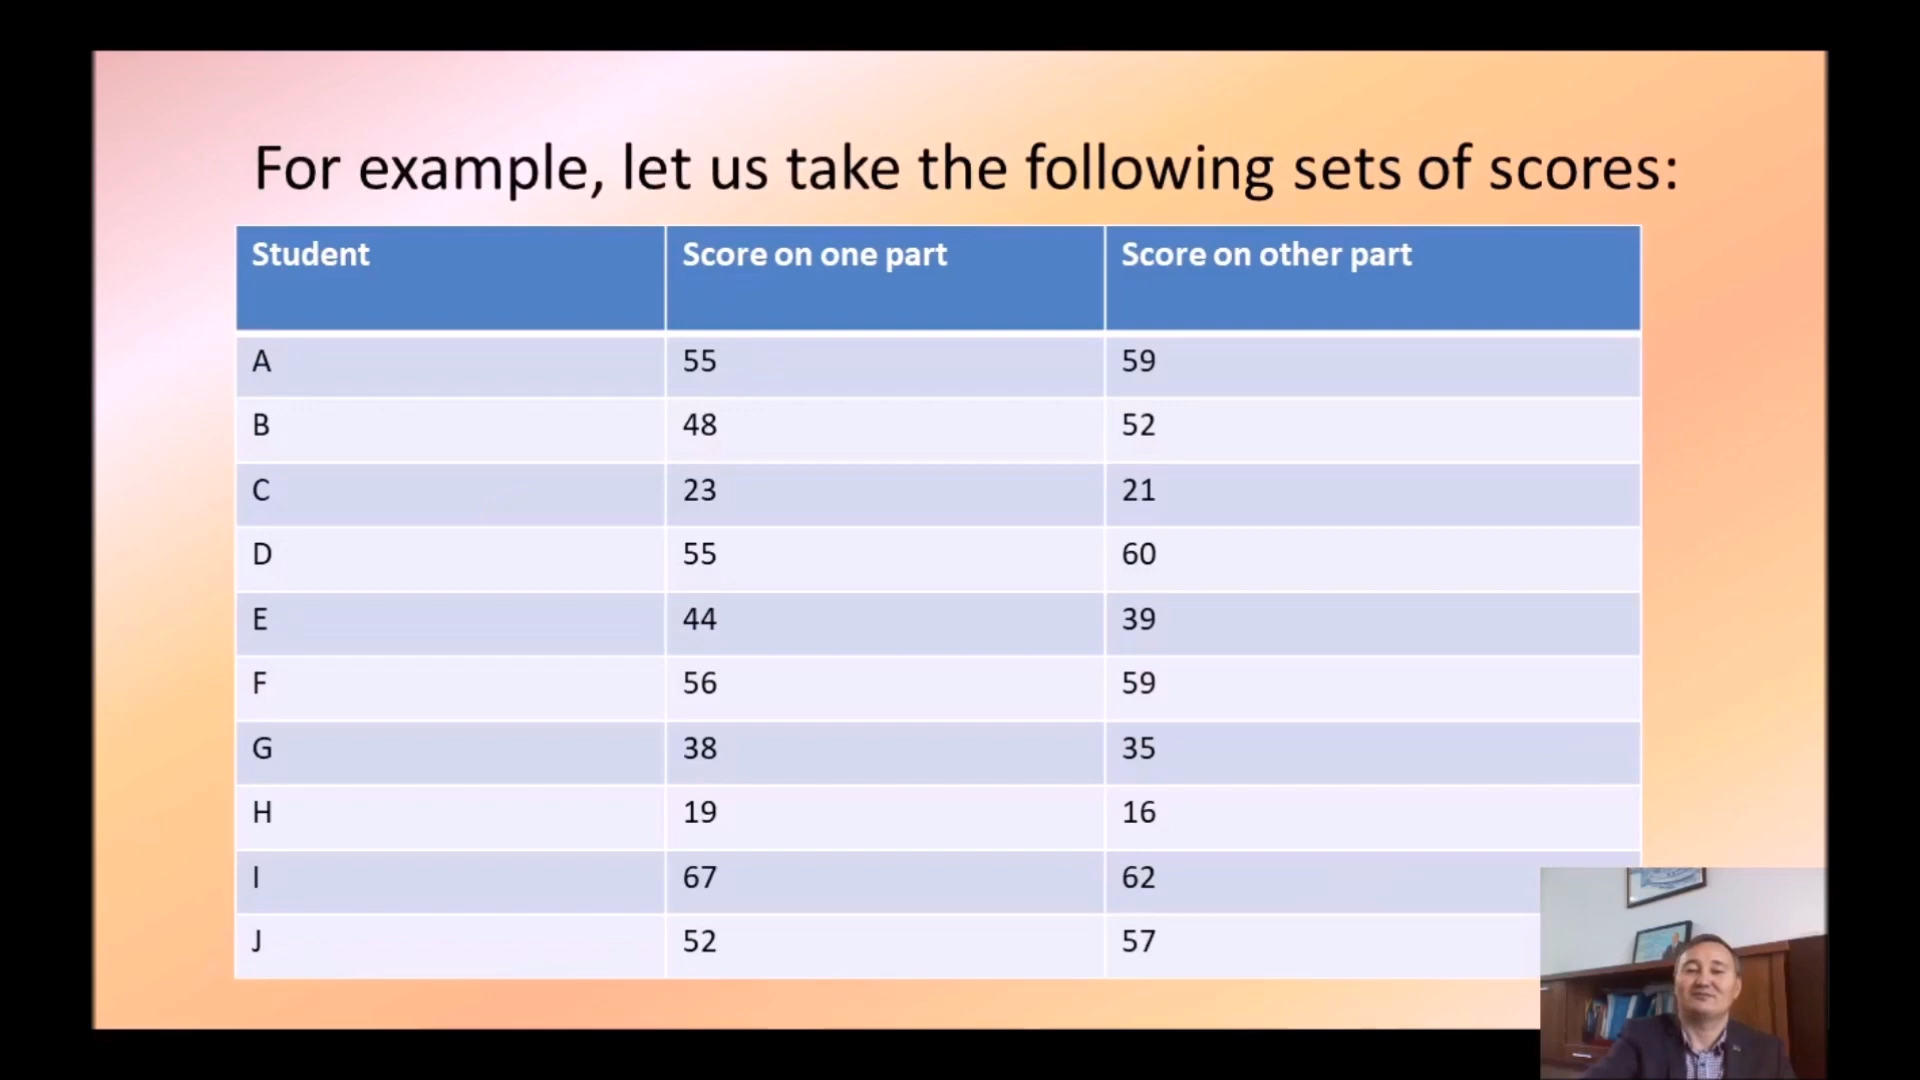 For example, let us take the following sets of scores:
Student Score on one part Score on other part
A 55 59
B 48 52
C 23 21
D 55 60
E 44 39
F 56 59
G 38 35
H 19 16
I 67 62
J 52 57